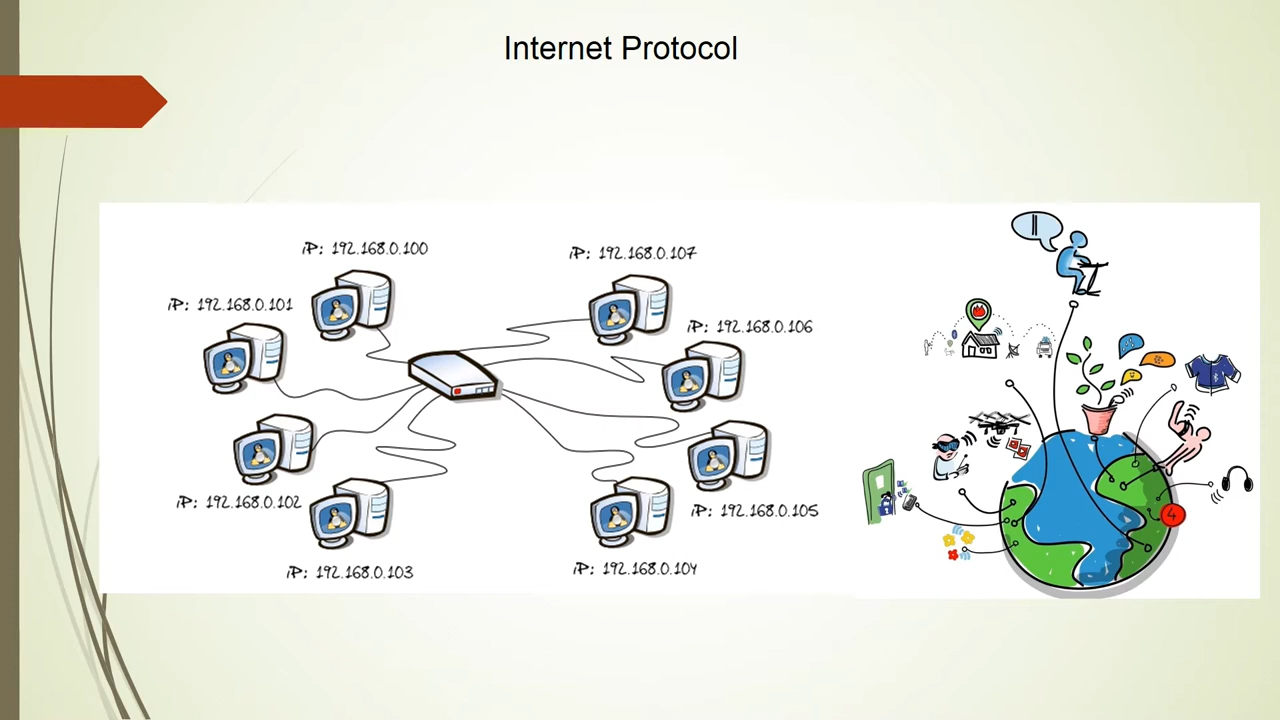 Internet Protocol
iP: 192.168.0.100
iP: 192.168.0.107
iP: 192.168.0.101
iP: 192.168.0.106
iP: 192.168.0.102
iP: 192.168.0.105
iP: 192.168.0.103
iP: 192.168.0.104
4